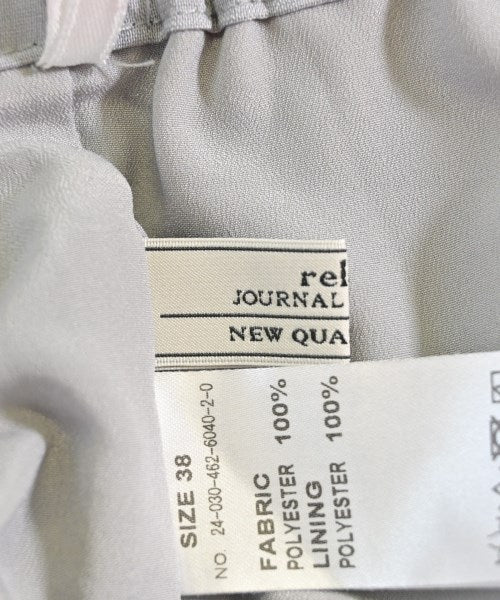 rel
JOURNAL
NEW QUA
SIZE 38
NO. 24-030-462-6040-2-0
FABRIC
POLYESTER 100%
LINING
POLYESTER 100%